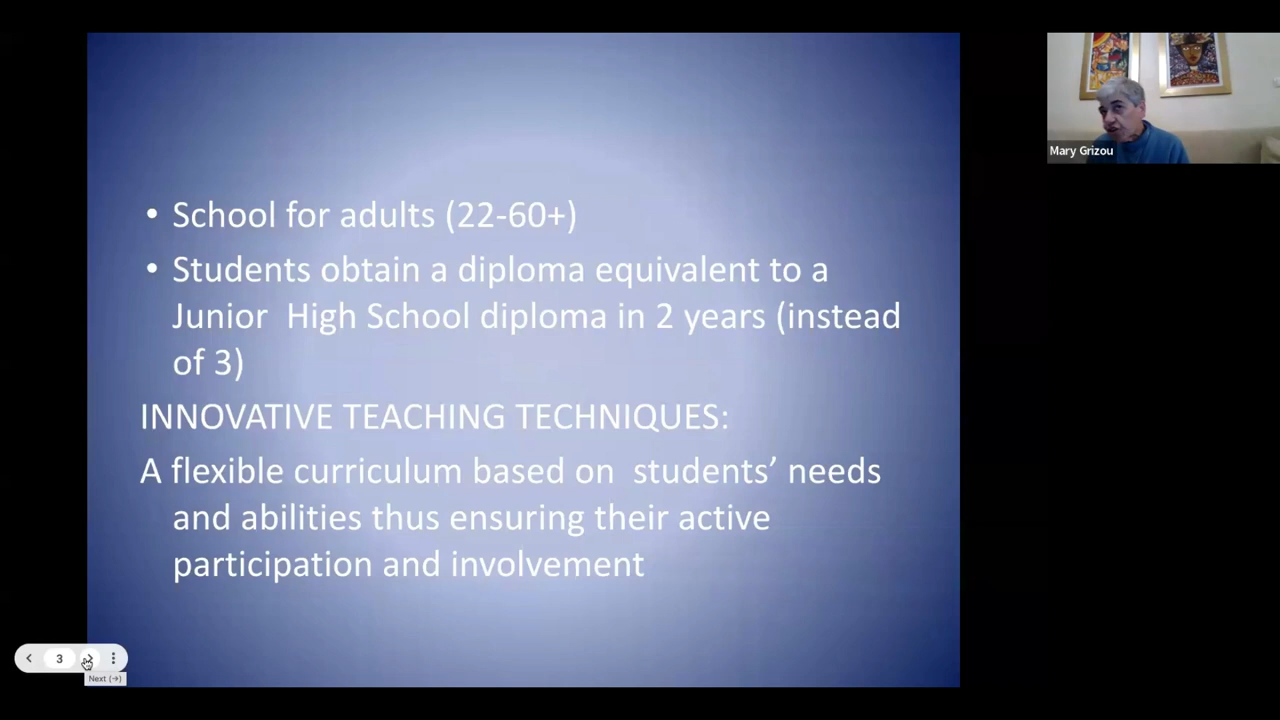 • School for adults (22-60+)
• Students obtain a diploma equivalent to a
Junior  High School diploma in 2 years (instead
of 3)
INNOVATIVE TEACHING TECHNIQUES:
A flexible curriculum based on  students’ needs
and abilities thus ensuring their active
participation and involvement
Mary Grizou
3
Next (→)